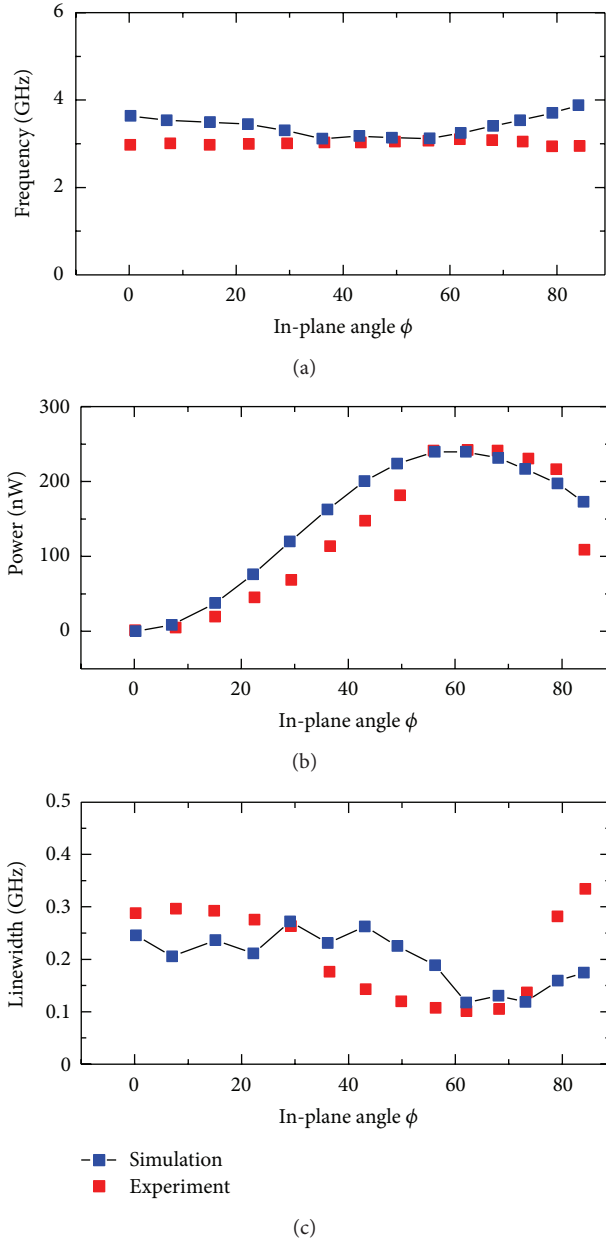 6
4
2
0
Frequency (GHz)
0 20 40 60 80
In-plane angle ϕ
(a)
300
200
100
0
Power (nW)
0 20 40 60 80
In-plane angle ϕ
(b)
0.5
0.4
0.3
0.2
0.1
0
Linewidth (GHz)
0 20 40 60 80
In-plane angle ϕ
Simulation
Experiment
(c)